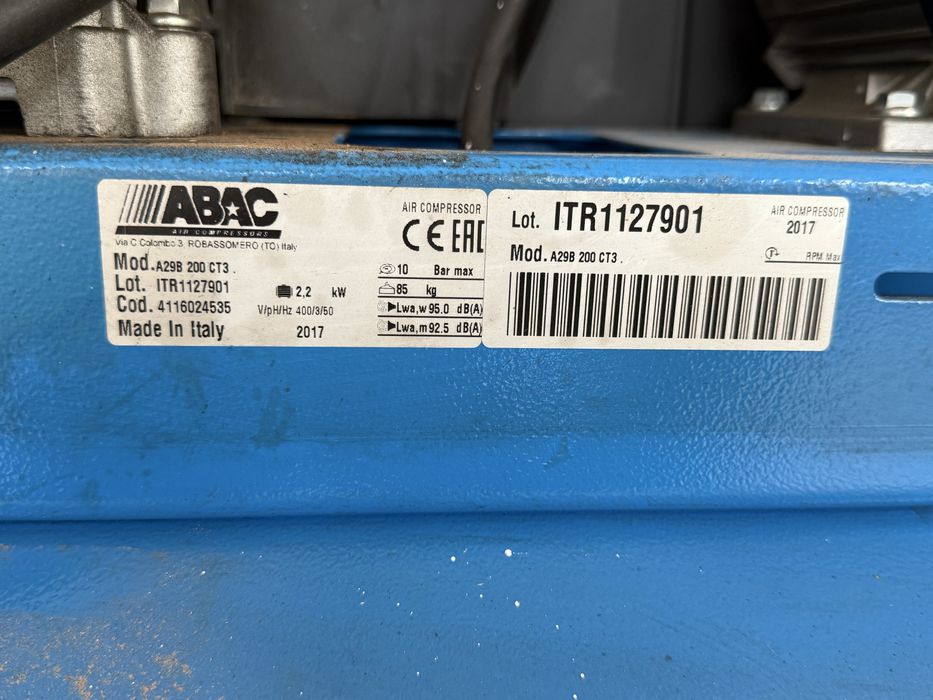 ABAC
AIR COMPRESSORS
Via C.Colombo 3, ROBASSOMERO (TO) Italy
AIR COMPRESSOR
CE EAC
Mod. A29B 200 CT3 .
Lot. ITR1127901
Cod. 4116024535
Made In Italy
2,2 kW
V/pH/Hz 400/3/50
2017
10 Bar max
85 kg
Lwa,w 95.0 dB(A)
Lwa,m 92.5 dB(A)
Lot. ITR1127901
Mod. A29B 200 CT3 .
AIR COMPRESSOR
2017
RPM Max